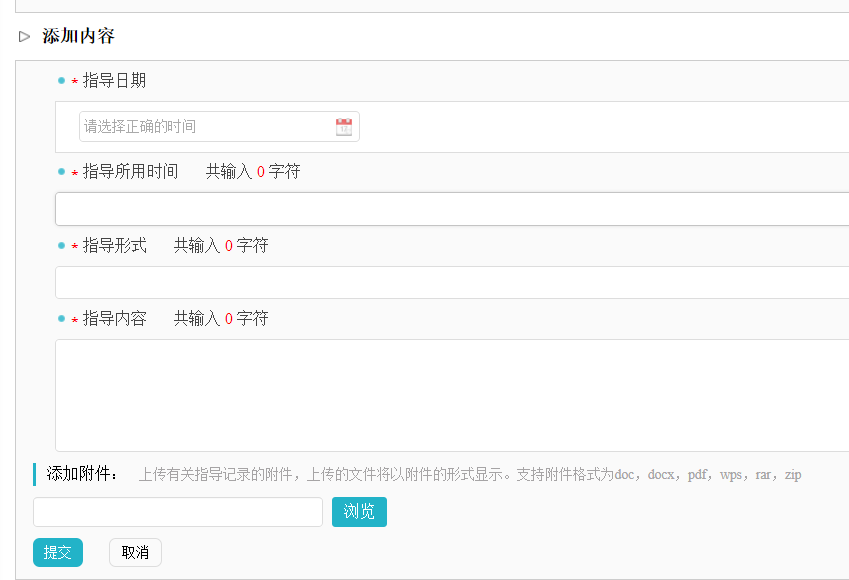 添加内容
* 指导日期
请选择正确的时间
* 指导所用时间 共输入 0 字符
* 指导形式 共输入 0 字符
* 指导内容 共输入 0 字符
添加附件： 上传有关指导记录的附件，上传的文件将以附件的形式显示。支持附件格式为doc，docx，pdf，wps，rar，zip
浏览
提交 取消